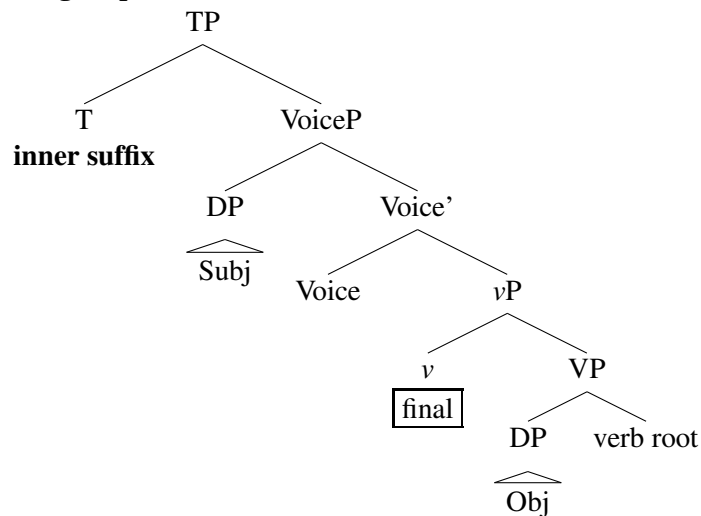 TP
T VoiceP
inner suffix
DP Voice'
Subj Voice vP
v VP
final
DP verb root
Obj